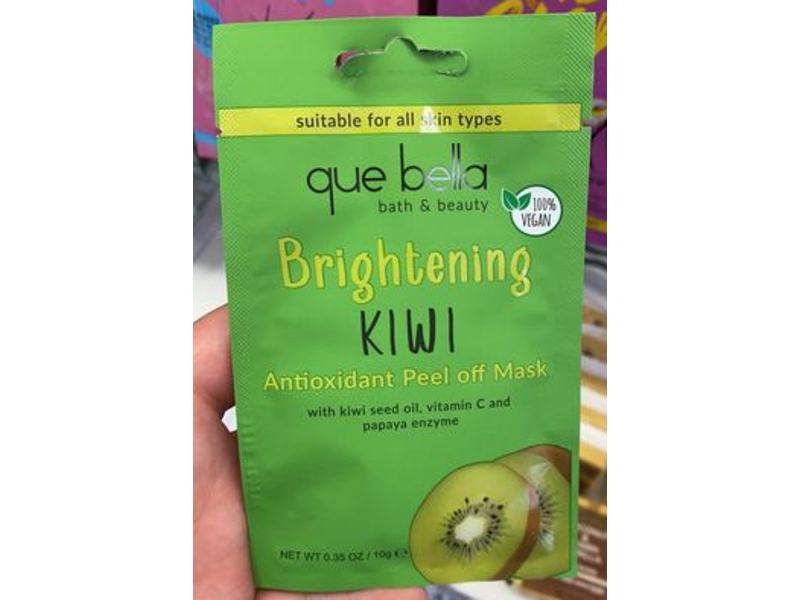 suitable for all skin types
que bella
bath & beauty
100%
VEGAN
Brightening
KIWI
Antioxidant Peel off Mask
with kiwi seed oil, vitamin C and
papaya enzyme
NET WT 0.35 OZ / 10g ℮